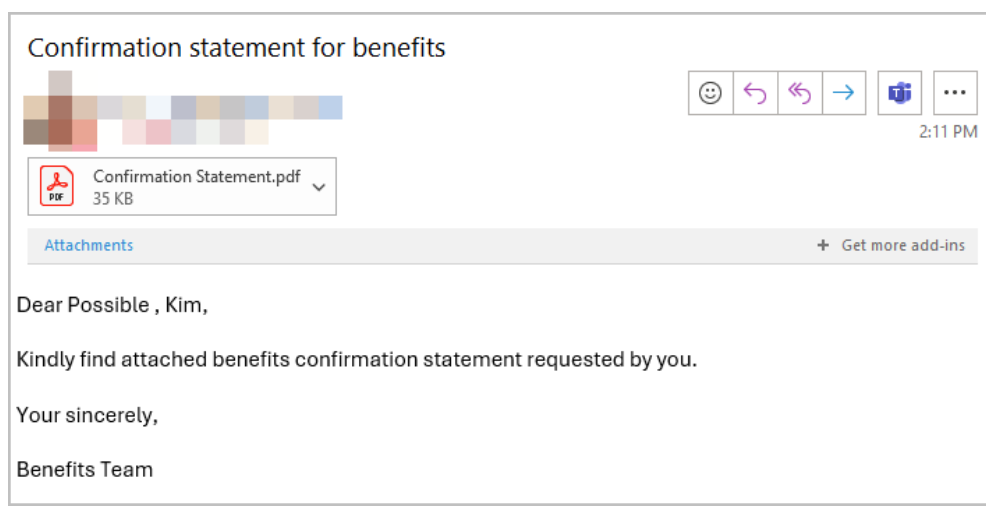 Confirmation statement for benefits
2:11 PM
PDF
Confirmation Statement.pdf
35 KB
Attachments
+ Get more add-ins
Dear Possible , Kim,
Kindly find attached benefits confirmation statement requested by you.
Your sincerely,
Benefits Team